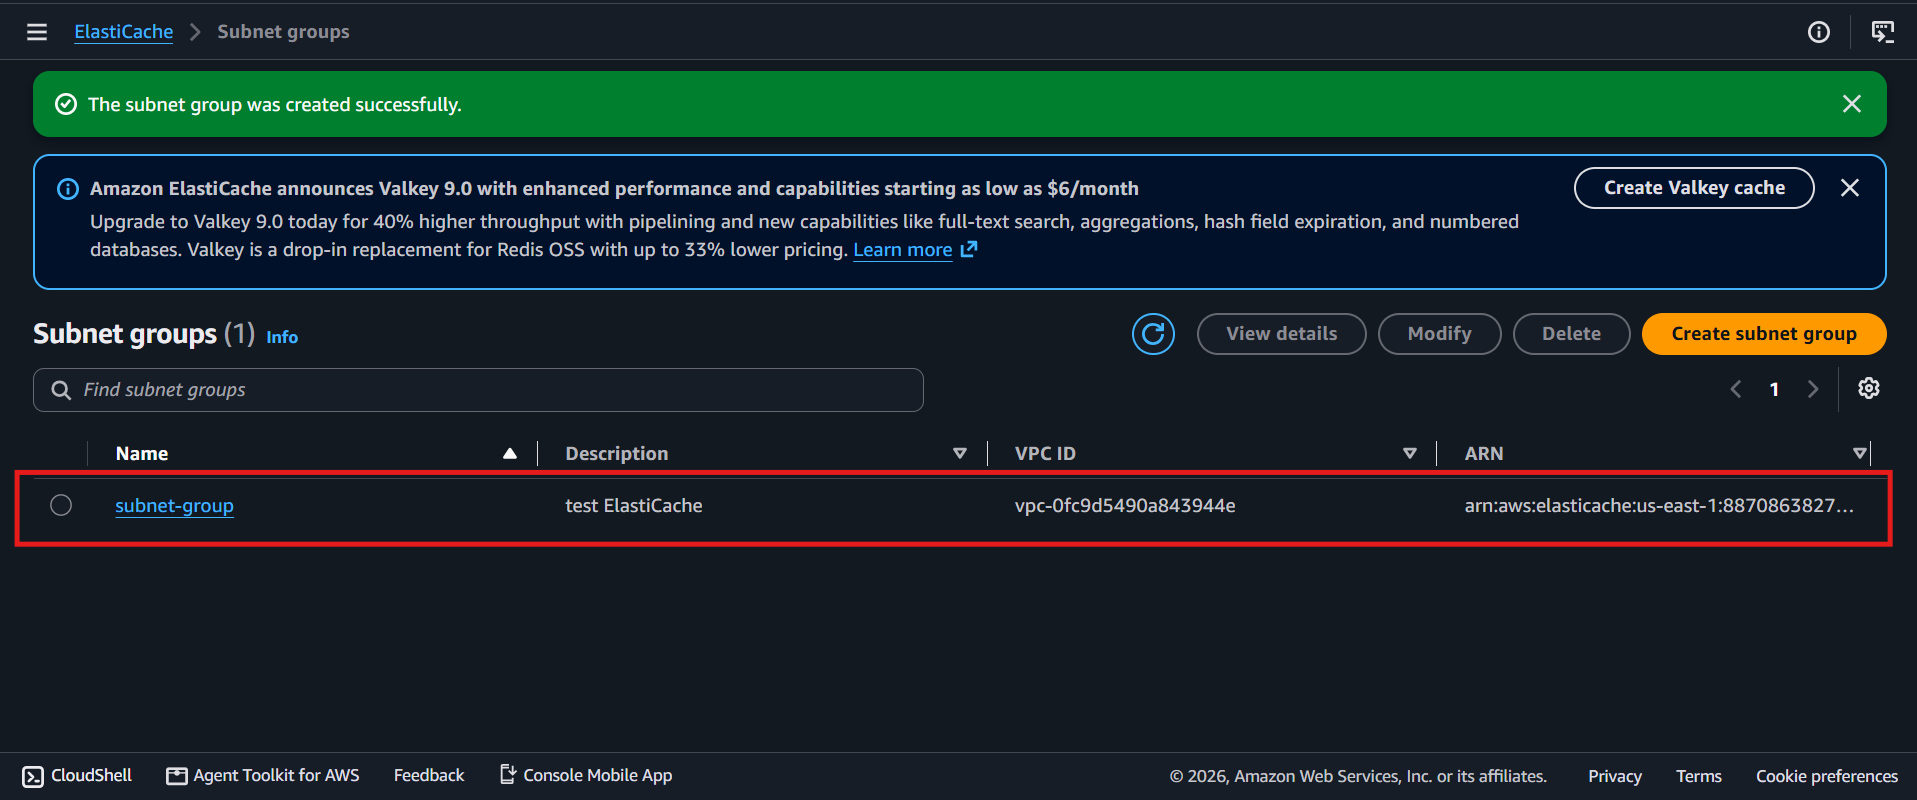 ElastiCache > Subnet groups
The subnet group was created successfully.
Amazon ElastiCache announces Valkey 9.0 with enhanced performance and capabilities starting as low as $6/month
Create Valkey cache
Upgrade to Valkey 9.0 today for 40% higher throughput with pipelining and new capabilities like full-text search, aggregations, hash field expiration, and numbered
databases. Valkey is a drop-in replacement for Redis OSS with up to 33% lower pricing. Learn more
Subnet groups (1) Info
View details Modify Delete Create subnet group
Find subnet groups
1
Name Description VPC ID ARN
subnet-group test ElastiCache vpc-0fc9d5490a843944e arn:aws:elasticache:us-east-1:8870863827...
CloudShell Agent Toolkit for AWS Feedback Console Mobile App © 2026, Amazon Web Services, Inc. or its affiliates. Privacy Terms Cookie preferences